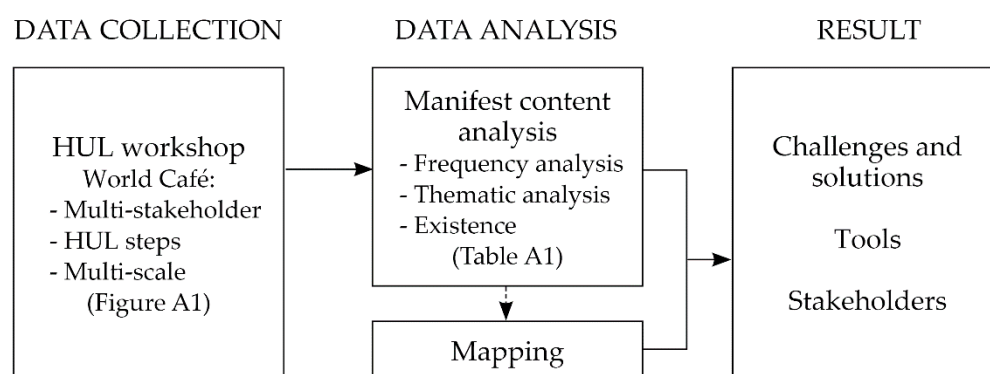 DATA COLLECTION
HUL workshop
World Café:
- Multi-stakeholder
- HUL steps
- Multi-scale
(Figure A1)
DATA ANALYSIS
Manifest content
analysis
- Frequency analysis
- Thematic analysis
- Existence
(Table A1)
Mapping
RESULT
Challenges and
solutions
Tools
Stakeholders